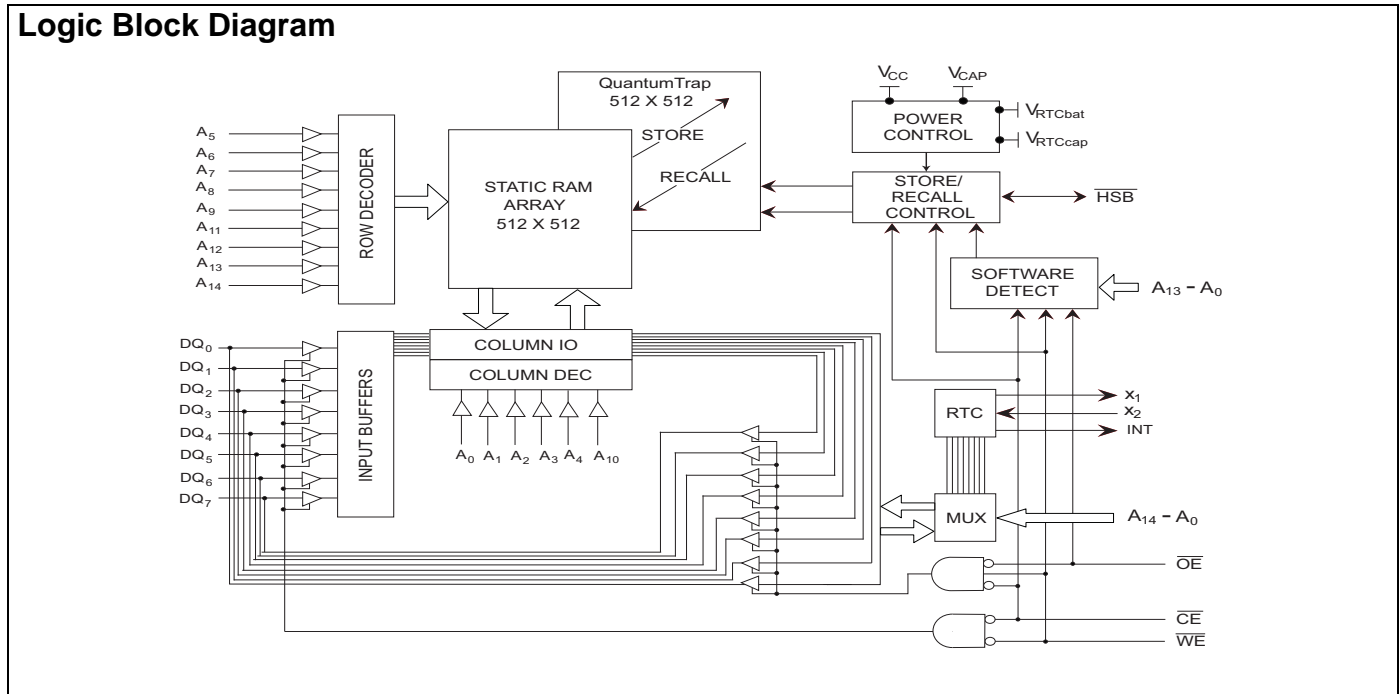 Logic Block Diagram
QuantumTrap
512 X 512
STORE
RECALL
STATIC RAM
ARRAY
512 X 512
A5
A6
A7
A8
A9
A11
A12
A13
A14
ROW DECODER
VCC
VCAP
VRTCbat
VRTCcap
POWER
CONTROL
STORE/
RECALL
CONTROL
HSB
SOFTWARE
DETECT
A13 – A0
DQ0
DQ1
DQ2
DQ3
DQ4
DQ5
DQ6
DQ7
INPUT BUFFERS
COLUMN IO
COLUMN DEC
A0 A1 A2 A3 A4 A10
RTC
x1
x2
INT
MUX
A14 – A0
OE
CE
WE